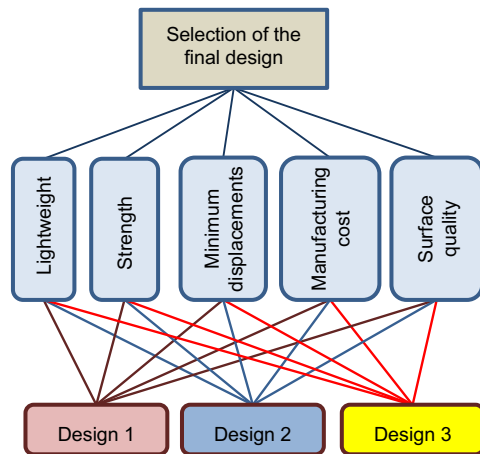 Selection of the
final design
Lightweight
Strength
Minimum
displacements
Manufacturing
cost
Surface
quality
Design 1
Design 2
Design 3